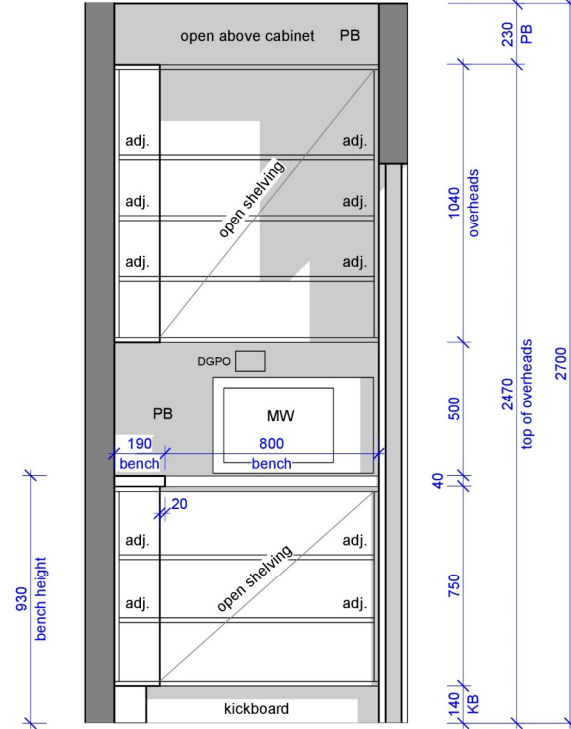 open above cabinet PB
230
PB
adj. adj.
adj. adj.
open shelving
adj. adj.
1040
overheads
DGPO
PB
MW
190
bench
800
bench
500
2470
top of overheads
2700
40
20
adj. adj.
open shelving
adj. adj.
930
bench height
750
kickboard
140
KB